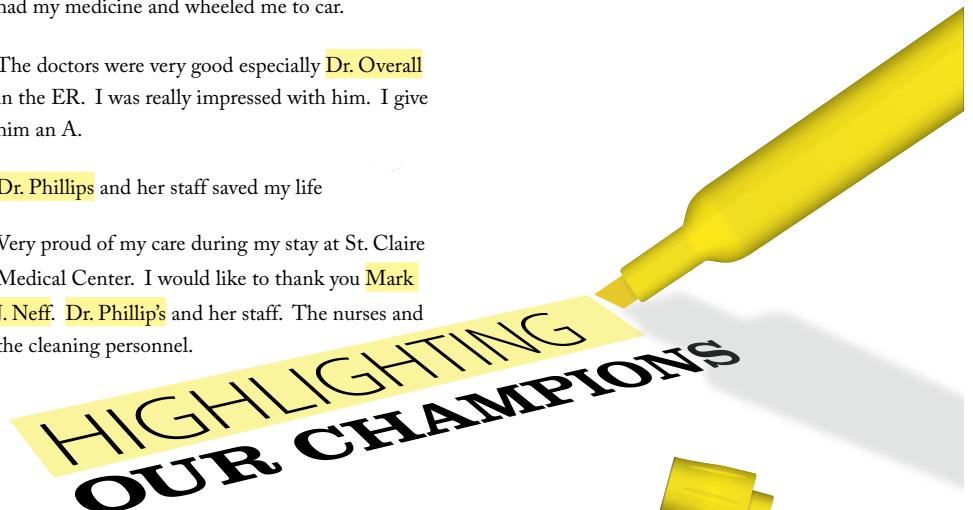 had my medicine and wheeled me to car.
The doctors were very good especially Dr. Overall
in the ER. I was really impressed with him. I give
him an A.
Dr. Phillips and her staff saved my life
Very proud of my care during my stay at St. Claire
Medical Center. I would like to thank you Mark
J. Neff. Dr. Phillip's and her staff. The nurses and
the cleaning personnel.
HIGHLIGHTING
OUR CHAMPIONS